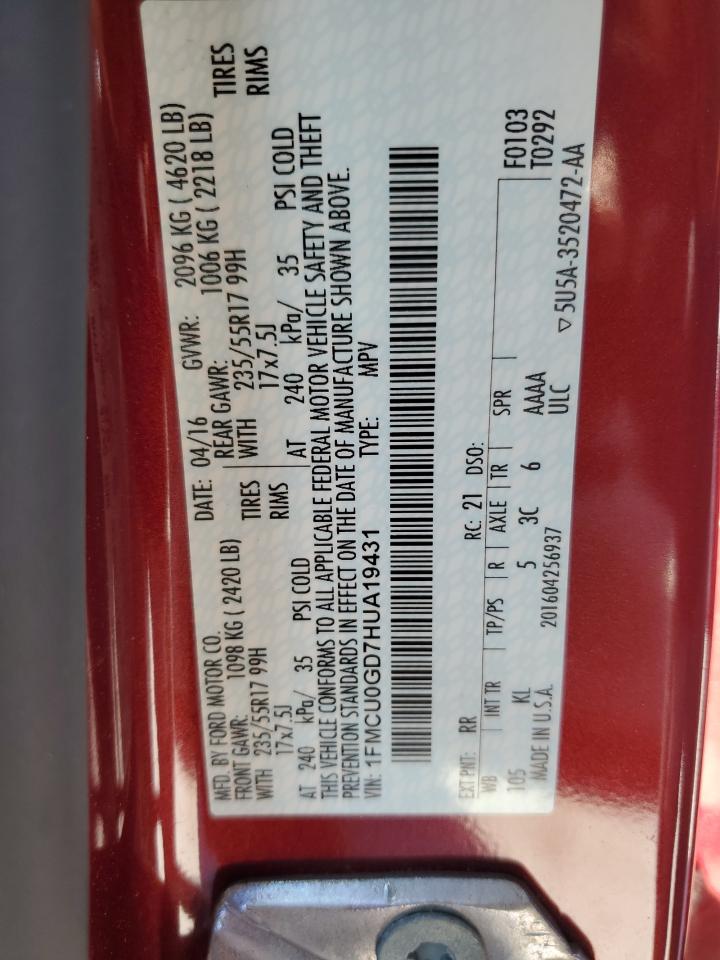 MFD. BY FORD MOTOR CO. DATE: 04/16 GVWR: 2096 KG ( 4620 LB)
FRONT GAWR: 1098 KG ( 2420 LB) REAR GAWR: 1006 KG ( 2218 LB)
WITH 235/55R17 99H TIRES WITH 235/55R17 99H TIRES
17x7.5J RIMS 17x7.5J RIMS
AT 240 kPa/ 35 PSI COLD AT 240 kPa/ 35 PSI COLD
THIS VEHICLE CONFORMS TO ALL APPLICABLE FEDERAL MOTOR VEHICLE SAFETY AND THEFT
PREVENTION STANDARDS IN EFFECT ON THE DATE OF MANUFACTURE SHOWN ABOVE.
VIN: 1FMCU0GD7HUA19431 TYPE: MPV
EXT PNT: RR RC: 21 DSO: F0103
WB INT TR TP/PS R AXLE TR SPR T0292
105 KL 5 3C 6 AAAA
ULC
MADE IN U.S.A. 201604256937 ▽ 5U5A-3520472-AA